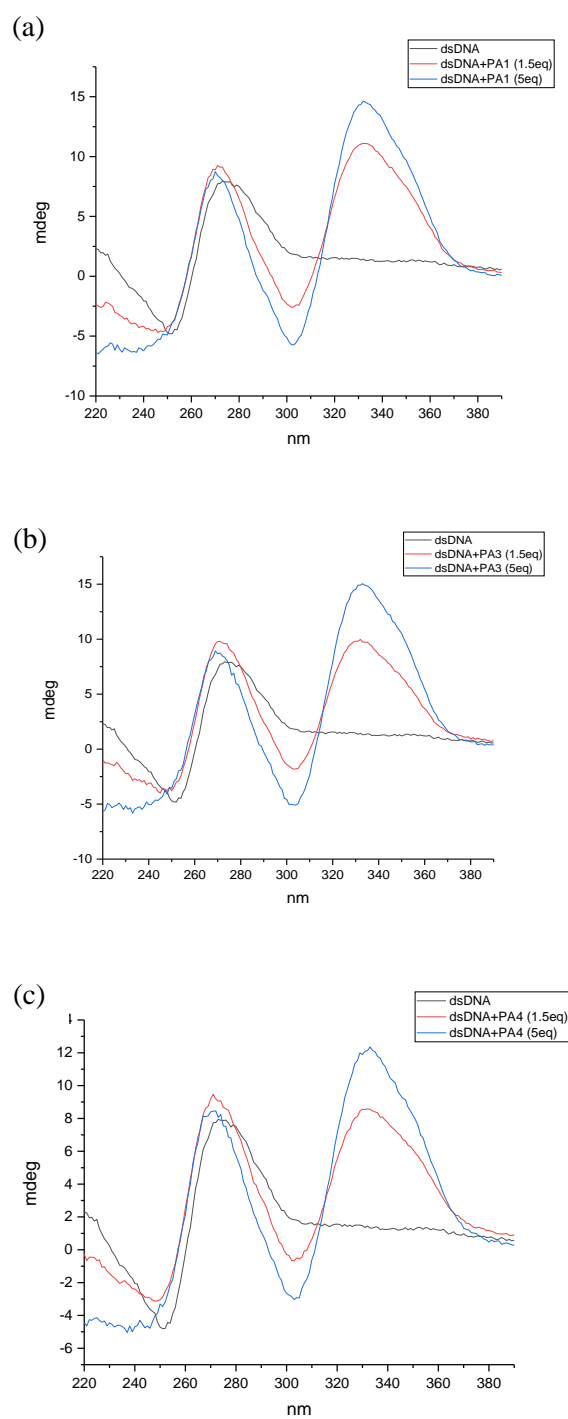 (a)
dsDNA
dsDNA+PA1 (1.5eq)
dsDNA+PA1 (5eq)
15
10
5
0
-5
-10
mdeg
220 240 260 280 300 320 340 360 380
nm
(b)
dsDNA
dsDNA+PA3 (1.5eq)
dsDNA+PA3 (5eq)
15
10
5
0
-5
-10
mdeg
220 240 260 280 300 320 340 360 380
nm
(c)
dsDNA
dsDNA+PA4 (1.5eq)
dsDNA+PA4 (5eq)
12
10
8
6
4
2
0
-2
-4
-6
mdeg
220 240 260 280 300 320 340 360 380
nm